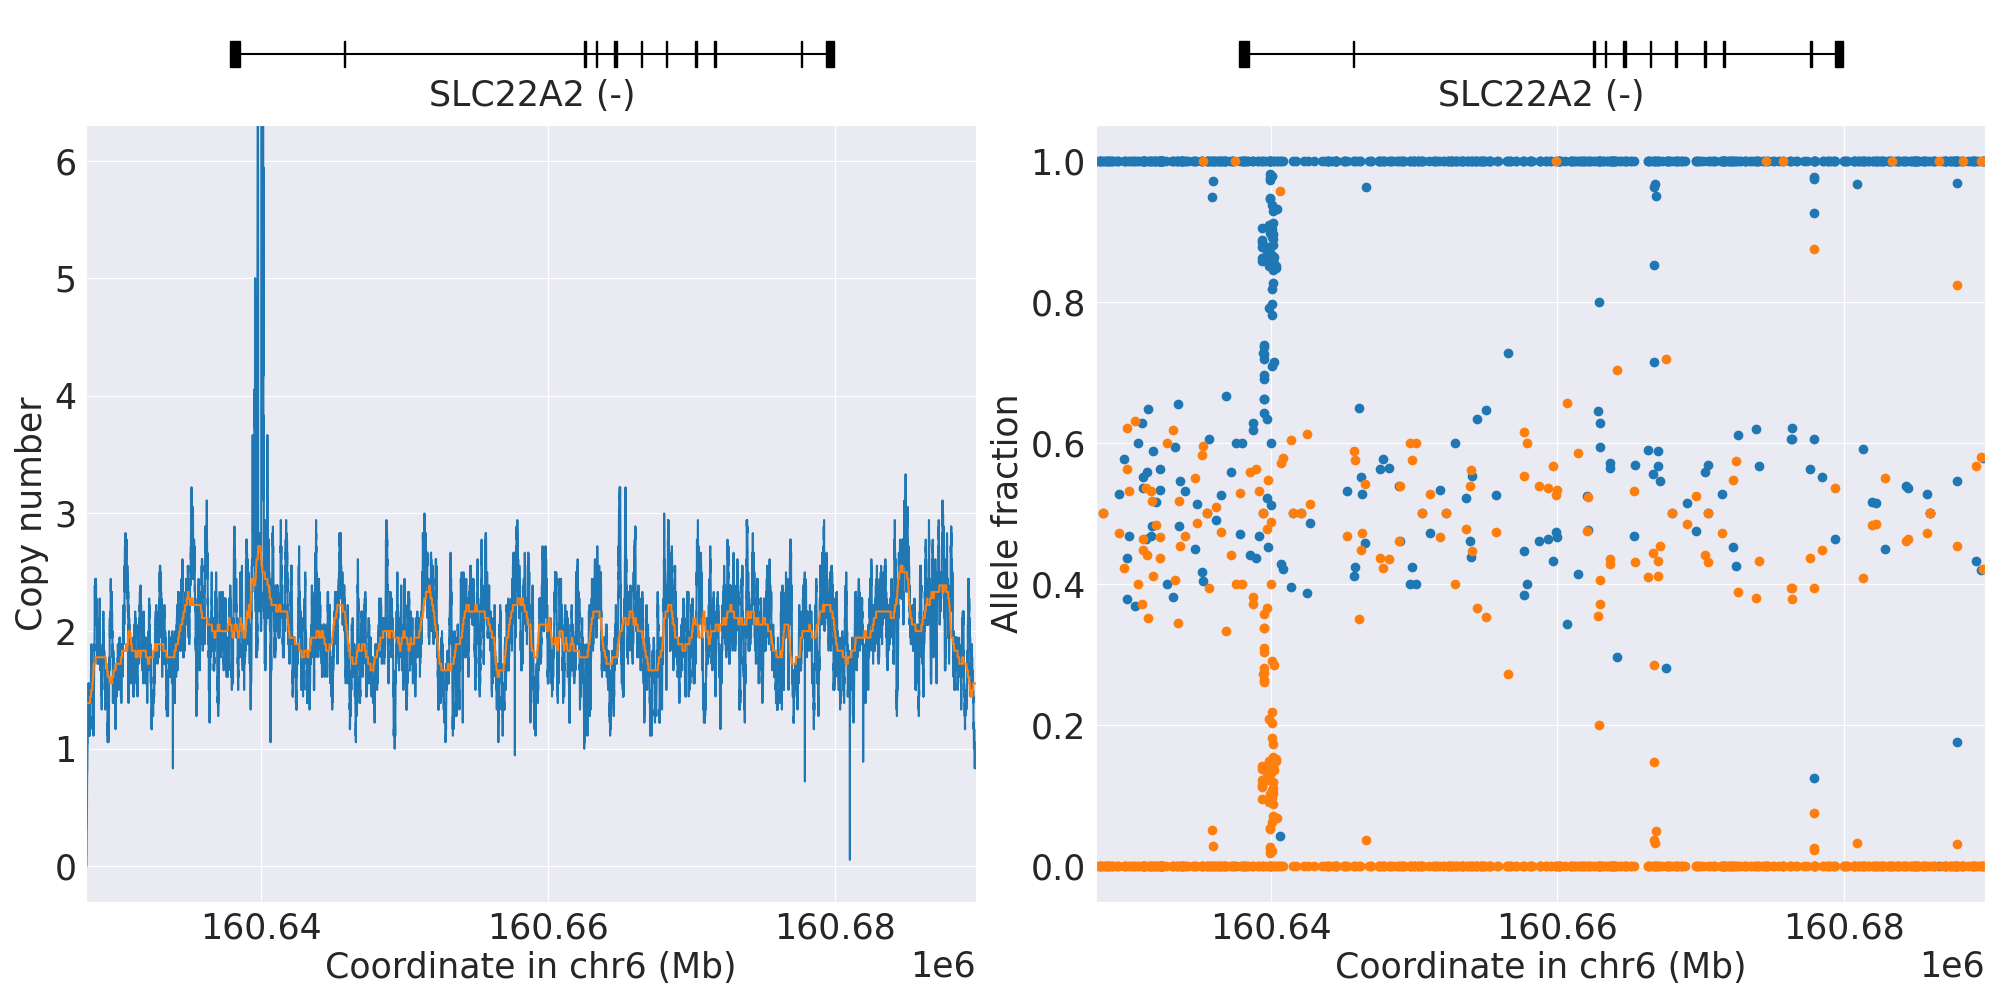 SLC22A2 (-)
6
5
4
3
2
1
0
Copy number
160.64
160.66
160.68
Coordinate in chr6 (Mb)
1e6
SLC22A2 (-)
1.0
0.8
0.6
0.4
0.2
0.0
Allele fraction
160.64
160.66
160.68
Coordinate in chr6 (Mb)
1e6